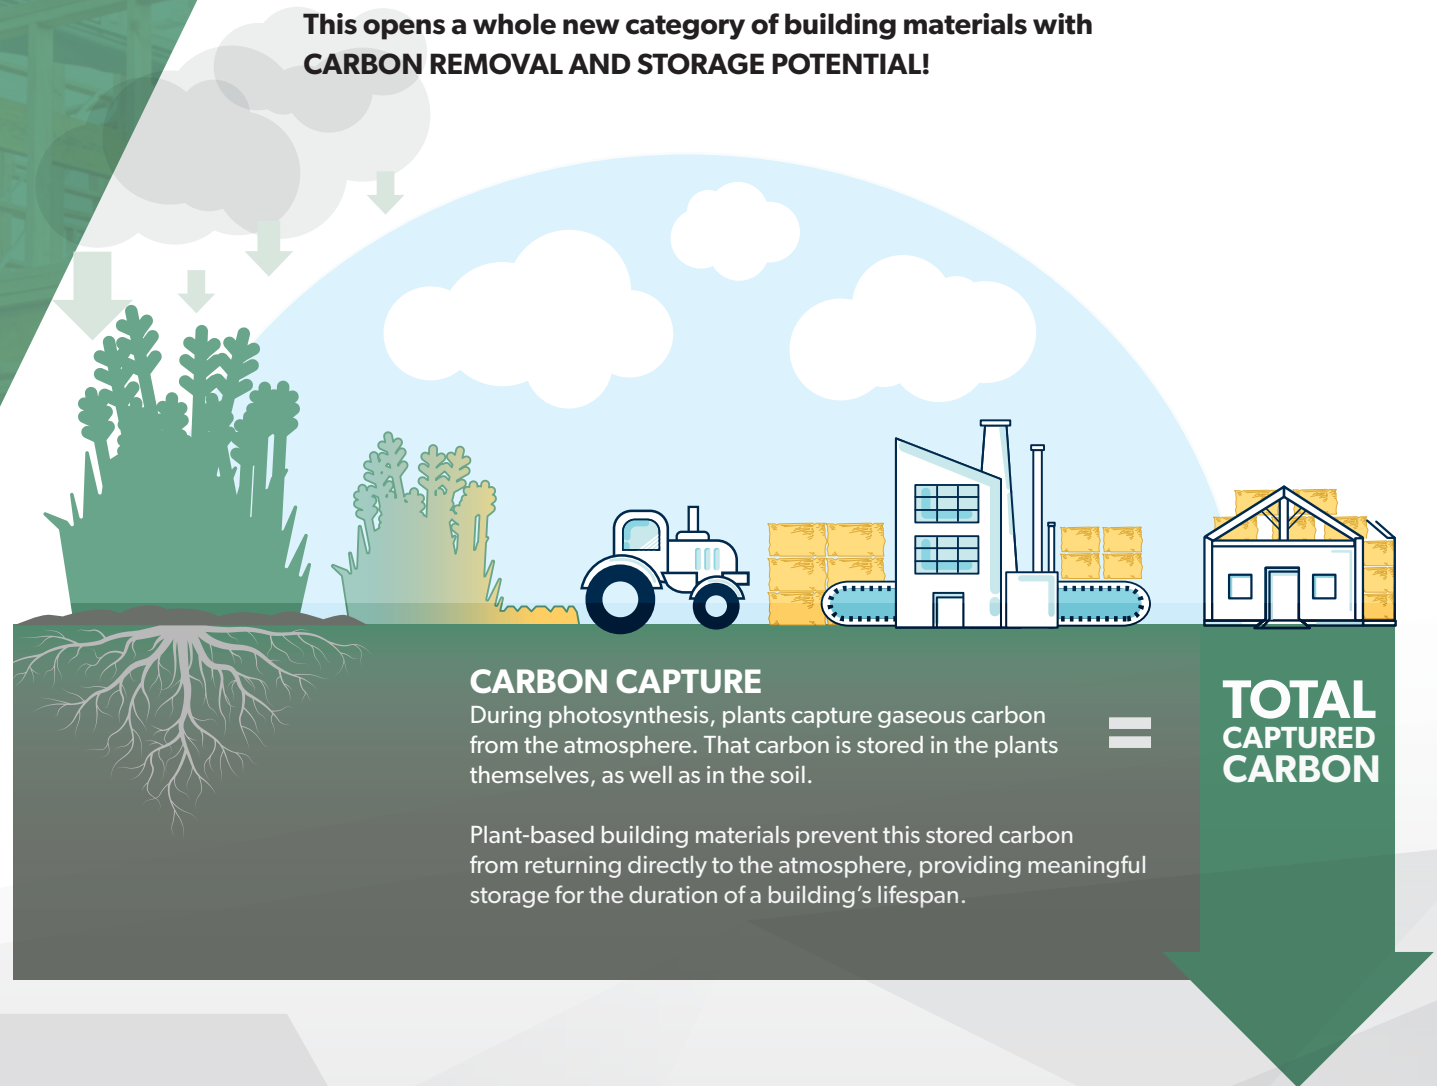 This opens a whole new category of building materials with
CARBON REMOVAL AND STORAGE POTENTIAL!
CARBON CAPTURE
During photosynthesis, plants capture gaseous carbon
from the atmosphere. That carbon is stored in the plants
themselves, as well as in the soil.
Plant-based building materials prevent this stored carbon
from returning directly to the atmosphere, providing meaningful
storage for the duration of a building’s lifespan.
=
TOTAL
CAPTURED
CARBON